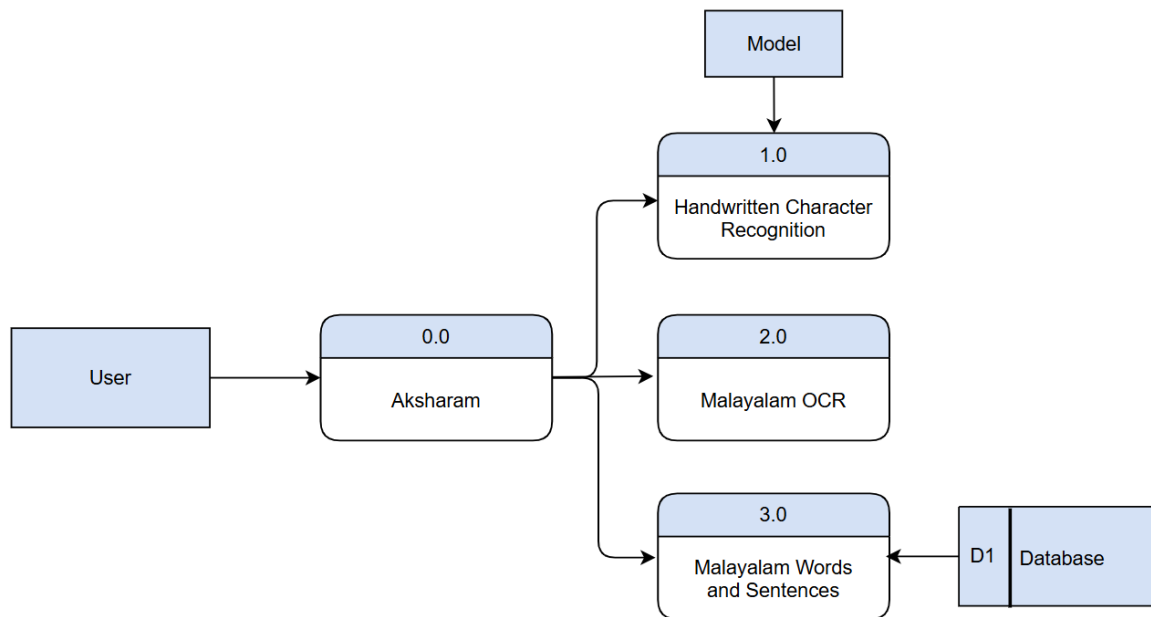 Model
1.0
Handwritten Character
Recognition
User
0.0
Aksharam
2.0
Malayalam OCR
3.0
Malayalam Words
and Sentences
D1
Database